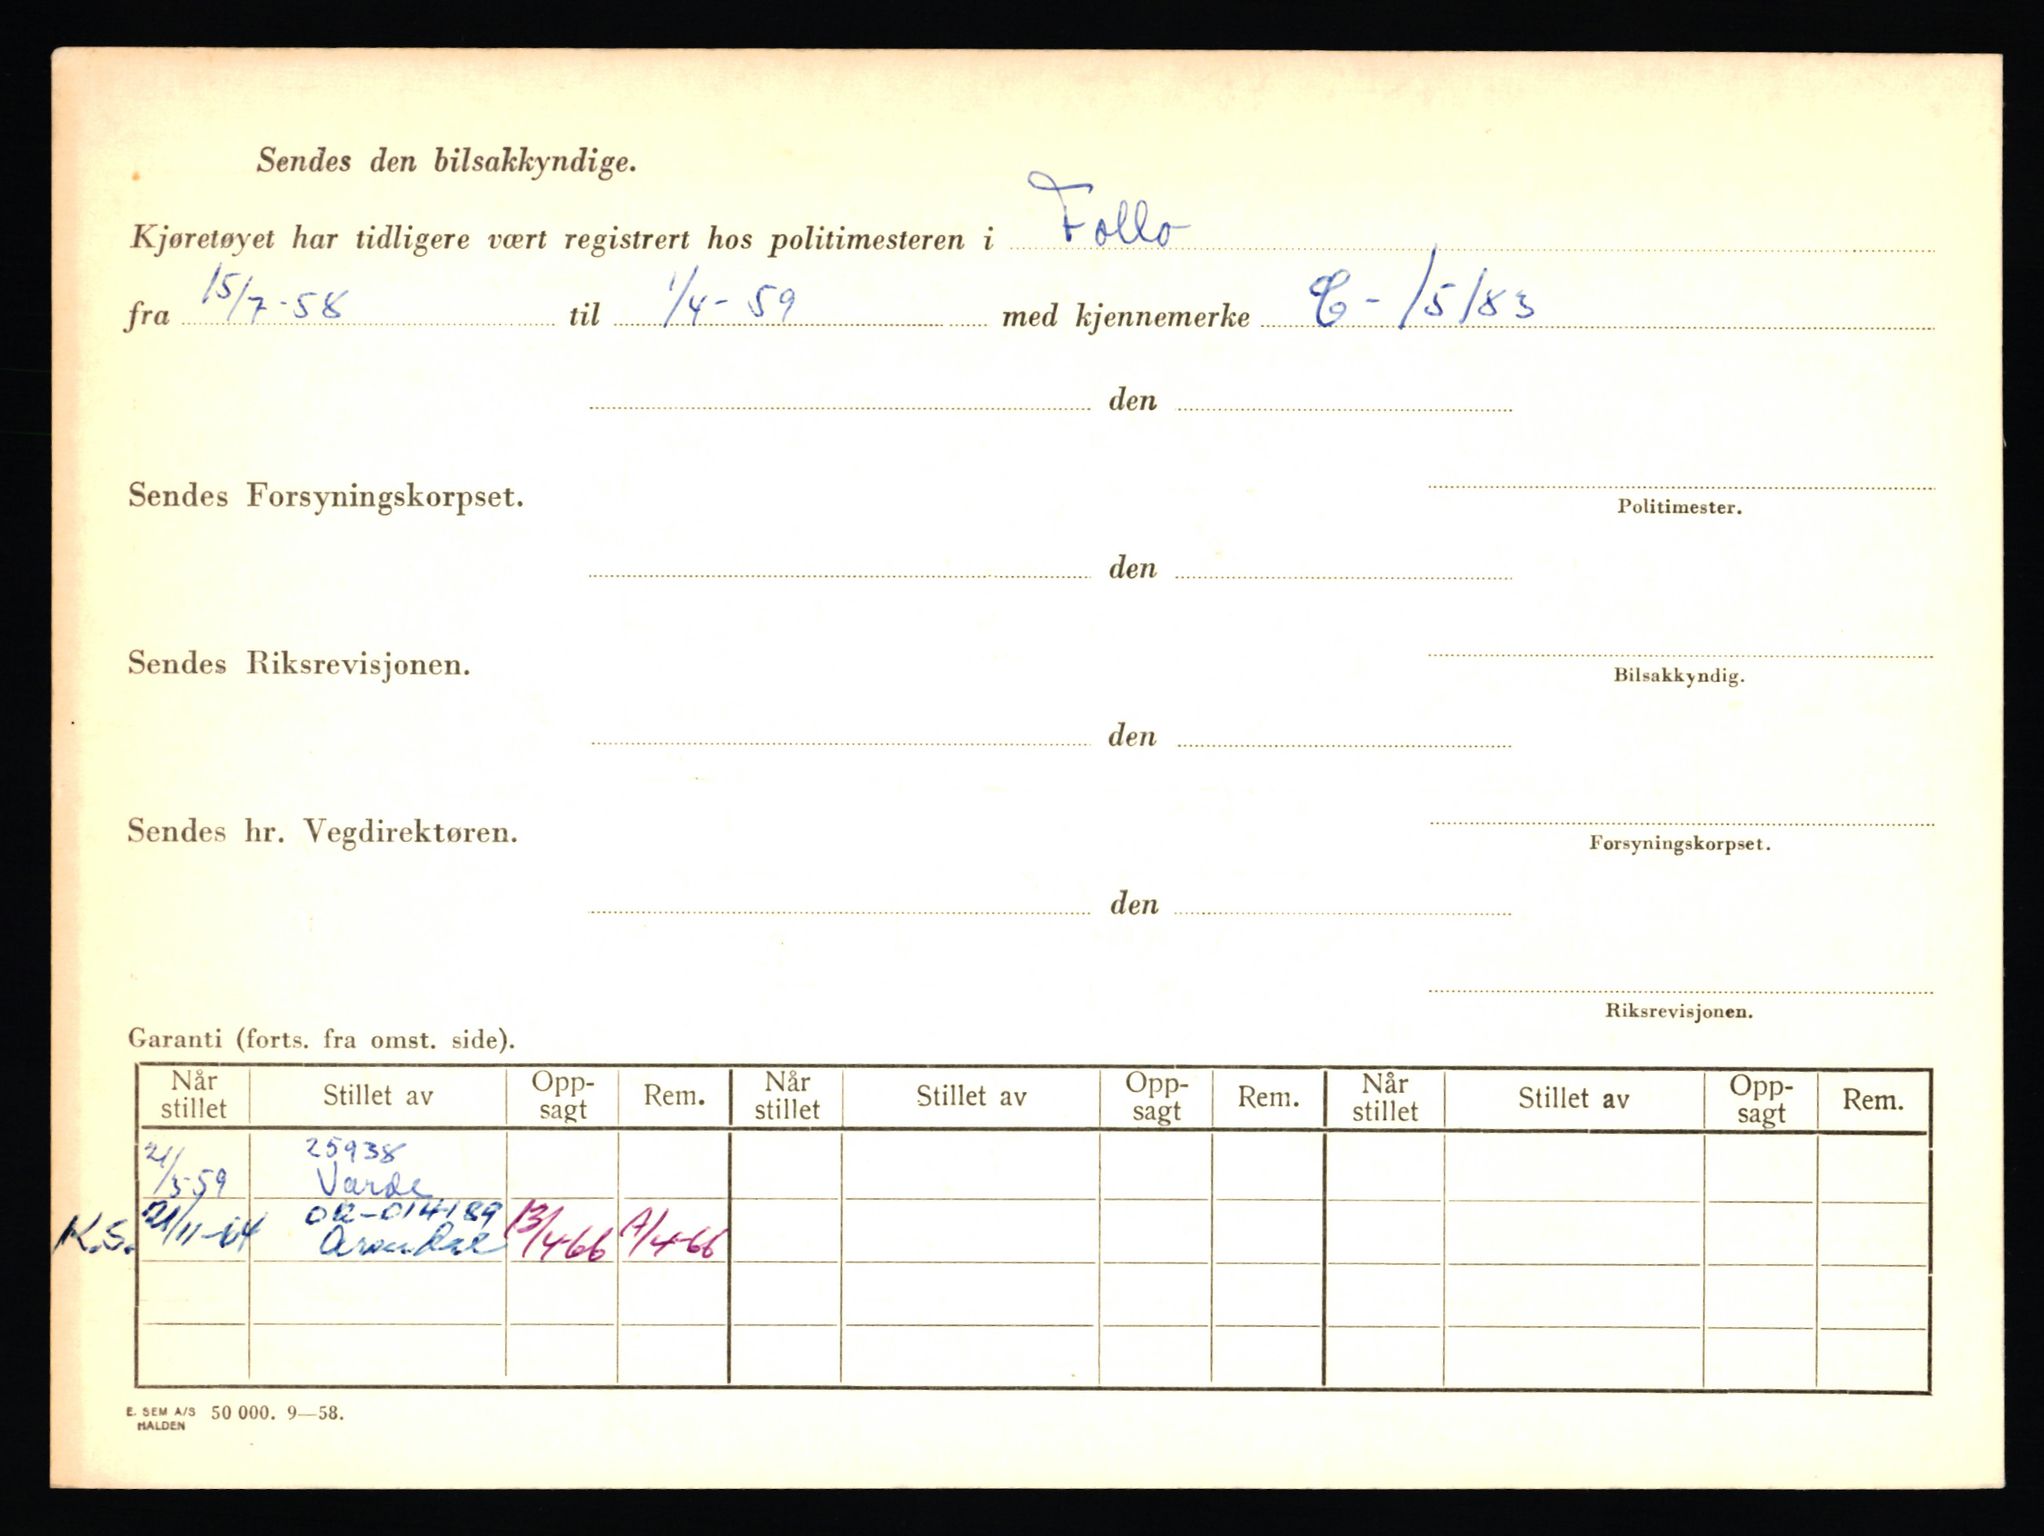 Sendes den bilsakkyndige.
Kjøretøyet har tidligere vært registrert hos politimesteren i Follo
fra 15/7-58 til 1/4-59 med kjennemerke C-15183
den
Sendes Forsyningskorpset.
Politimester.
den
Sendes Riksrevisjonen.
Bilsakkyndig.
den
Sendes hr. Vegdirektøren.
Forsyningskorpset.
den
Riksrevisjonen.
Garanti (forts. fra omst. side).
Når stillet Stillet av Opp-sagt Rem. Når stillet Stillet av Opp-sagt Rem. Når stillet Stillet av Opp-sagt Rem.
21/5-59 25938
Varde
K.S. 21/11-64 OR-014189 13/4-66 /4-66
Arendal
E. SEM A/S 50 000. 9—58.
HALDEN